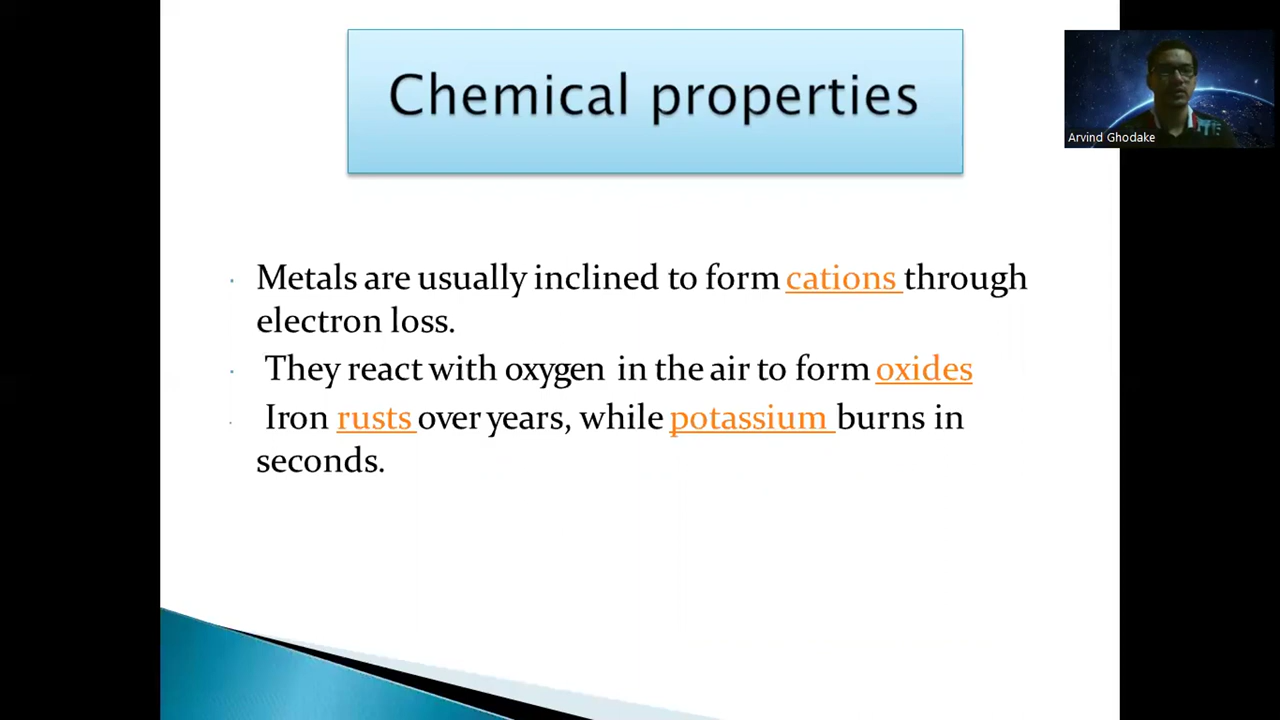 Chemical properties
Arvind Ghodake
Metals are usually inclined to form cations through
electron loss.
They react with oxygen in the air to form oxides
Iron rusts over years, while potassium burns in
seconds.